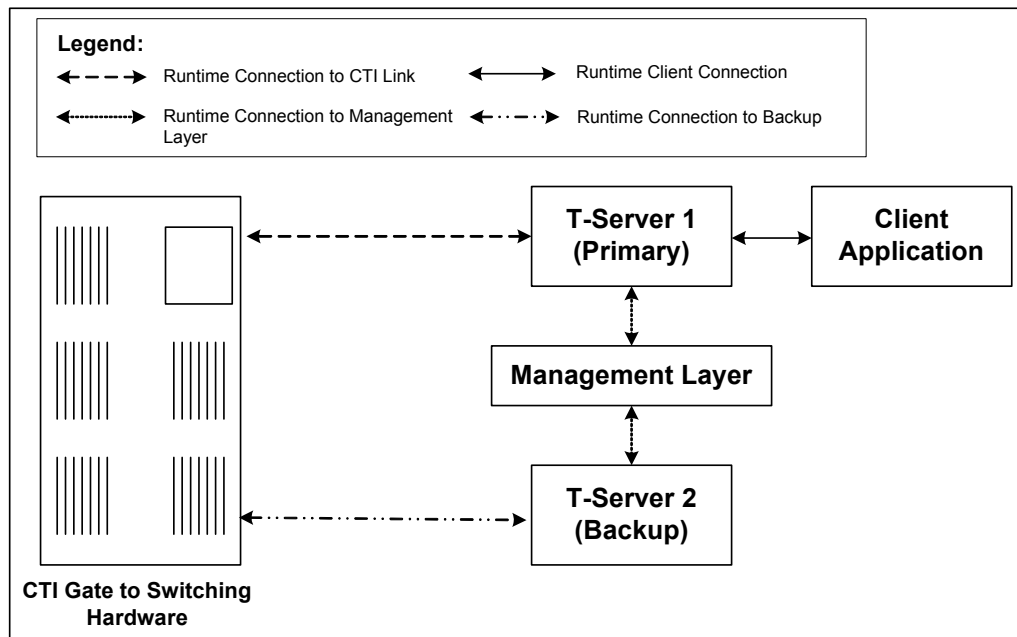 Legend:
Runtime Connection to CTI Link
Runtime Client Connection
Runtime Connection to Management
Layer
Runtime Connection to Backup
T-Server 1
(Primary)
Client
Application
Management Layer
T-Server 2
(Backup)
CTI Gate to Switching
Hardware